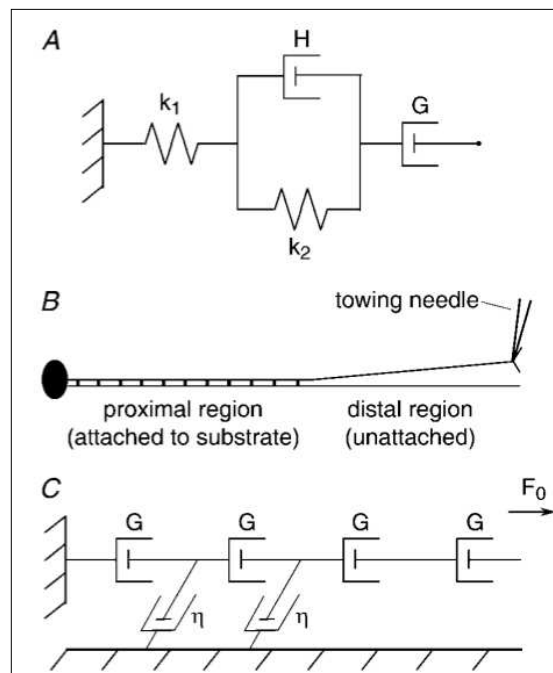 A
H
k1
G
k2
B
towing needle
proximal region
(attached to substrate)
distal region
(unattached)
C
F0
G
G
G
G
η
η